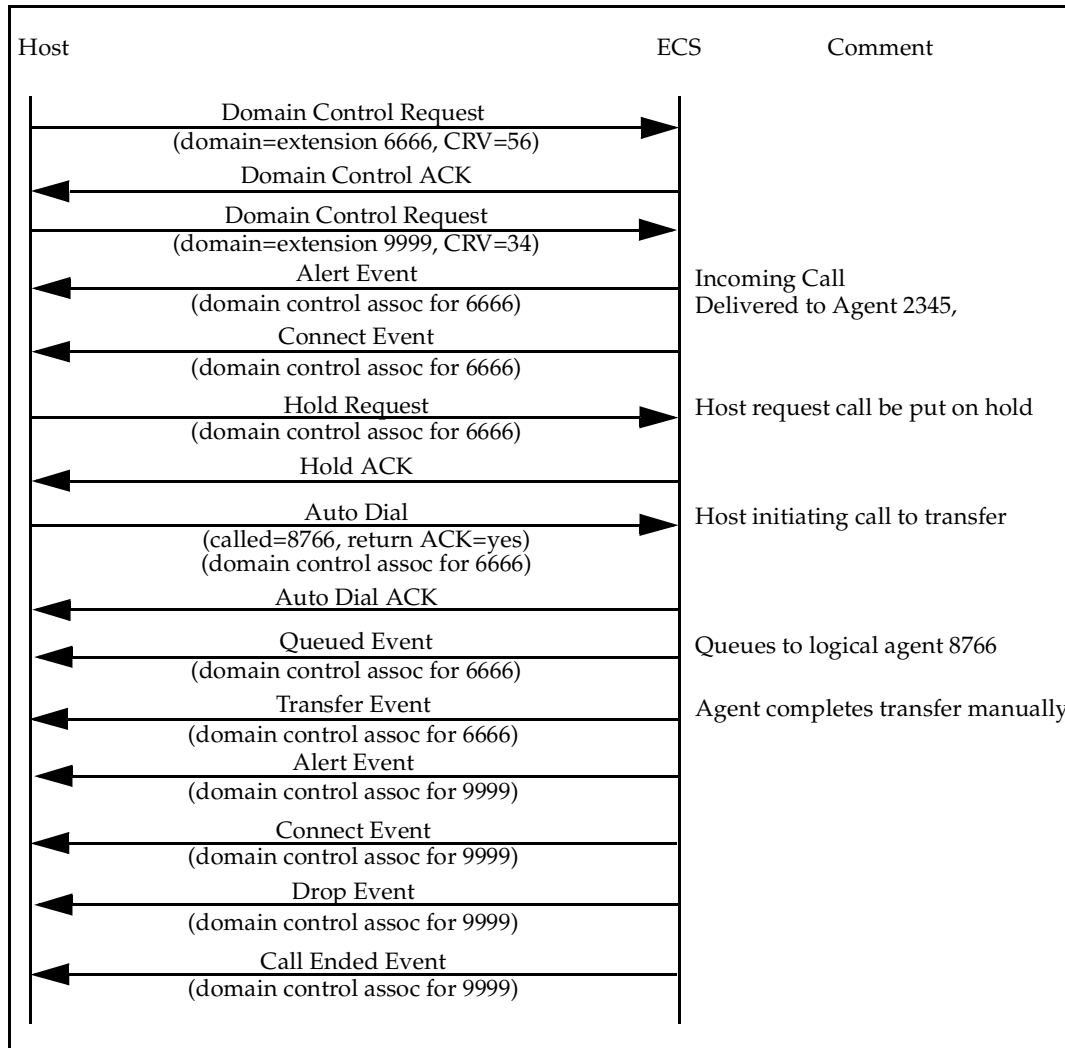 Host ECS Comment
Domain Control Request
(domain=extension 6666, CRV=56)
Domain Control ACK
Domain Control Request
(domain=extension 9999, CRV=34)
Alert Event
(domain control assoc for 6666)
Incoming Call
Delivered to Agent 2345,
Connect Event
(domain control assoc for 6666)
Hold Request
(domain control assoc for 6666)
Host request call be put on hold
Hold ACK
Auto Dial
(called=8766, return ACK=yes)
(domain control assoc for 6666)
Host initiating call to transfer
Auto Dial ACK
Queued Event
(domain control assoc for 6666)
Queues to logical agent 8766
Transfer Event
(domain control assoc for 6666)
Agent completes transfer manually
Alert Event
(domain control assoc for 9999)
Connect Event
(domain control assoc for 9999)
Drop Event
(domain control assoc for 9999)
Call Ended Event
(domain control assoc for 9999)